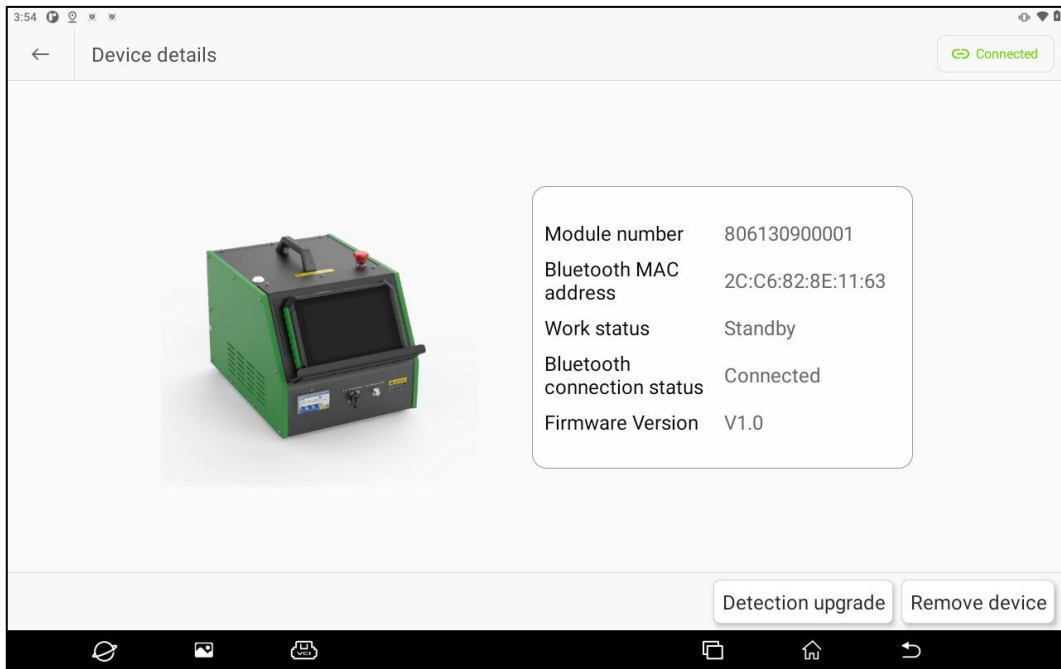 3:54
Device details
Connected
Module number 806130900001
Bluetooth MAC
address 2C:C6:82:8E:11:63
Work status Standby
Bluetooth
connection status Connected
Firmware Version V1.0
Detection upgrade Remove device
VCI